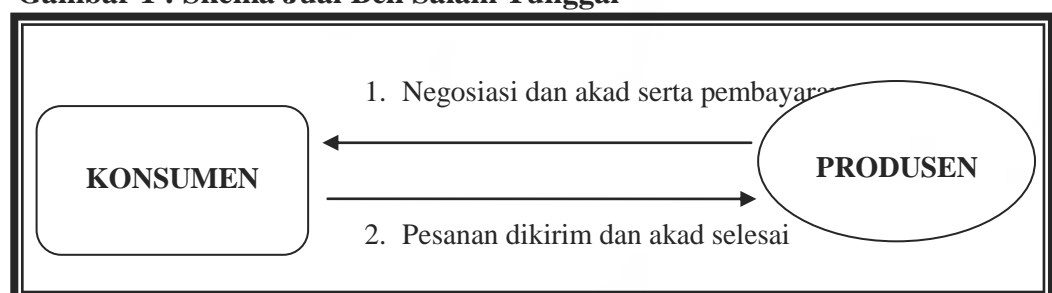 Gambar 1 : Skema Jual Beli Salam Tunggal
1. Negosiasi dan akad serta pembayaran
KONSUMEN
PRODUSEN
2. Pesanan dikirim dan akad selesai